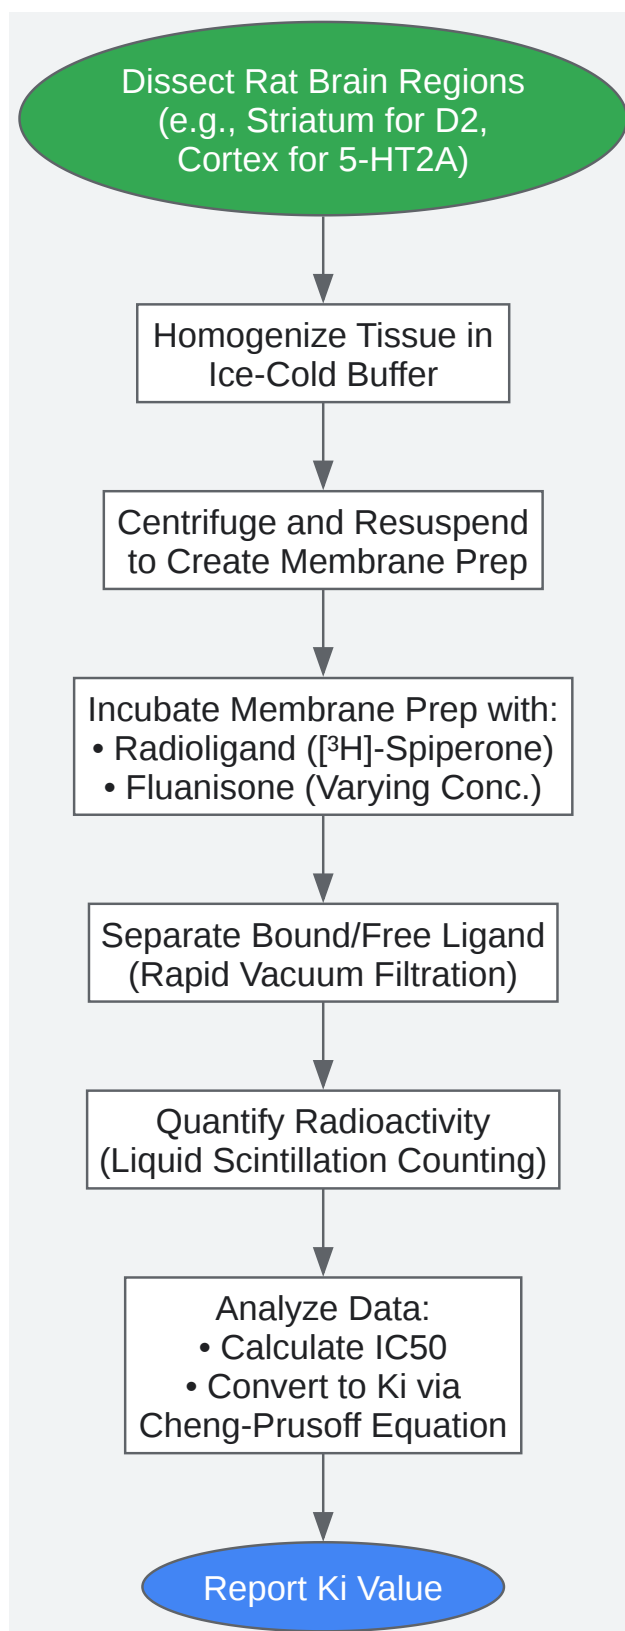 Dissect Rat Brain Regions
(e.g., Striatum for D2,
Cortex for 5-HT2A)
Homogenize Tissue in
Ice-Cold Buffer
Centrifuge and Resuspend
to Create Membrane Prep
Incubate Membrane Prep with:
• Radioligand ([³H]-Spiperone)
• Fluanisone (Varying Conc.)
Separate Bound/Free Ligand
(Rapid Vacuum Filtration)
Quantify Radioactivity
(Liquid Scintillation Counting)
Analyze Data:
• Calculate IC50
• Convert to Ki via
Cheng-Prusoff Equation
Report Ki Value